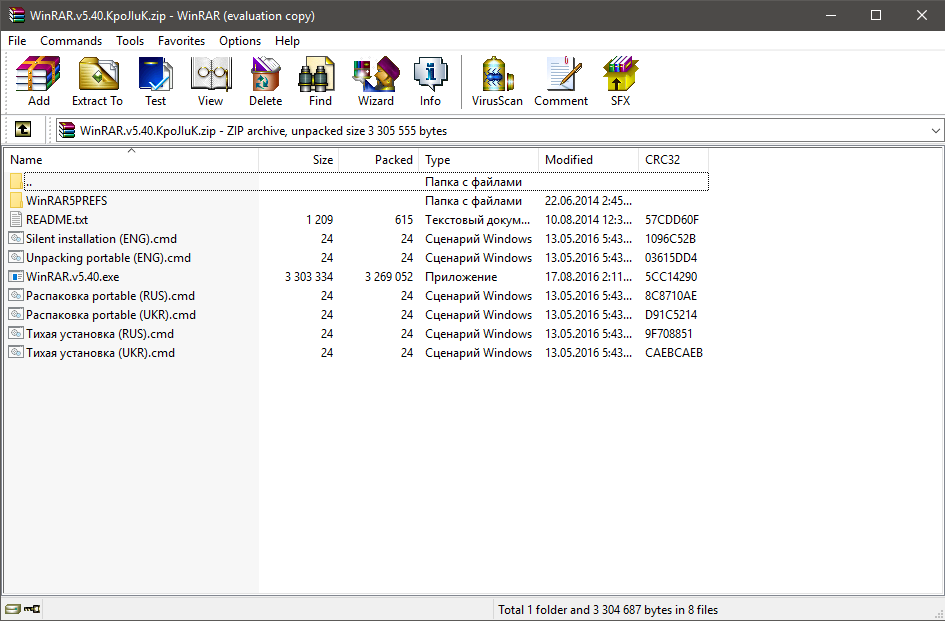 WinRAR.v5.40.KpoJIuK.zip - WinRAR (evaluation copy)
File Commands Tools Favorites Options Help
Add Extract To Test View Delete Find Wizard Info VirusScan Comment SFX
WinRAR.v5.40.KpoJIuK.zip - ZIP archive, unpacked size 3 305 555 bytes
Name Size Packed Type Modified CRC32
.. Папка с файлами
WinRAR5PREFS Папка с файлами 22.06.2014 2:45...
README.txt 1 209 615 Текстовый докум... 10.08.2014 12:3... 57CDD60F
Silent installation (ENG).cmd 24 24 Сценарий Windows 13.05.2016 5:43... 1096C52B
Unpacking portable (ENG).cmd 24 24 Сценарий Windows 13.05.2016 5:43... 03615DD4
WinRAR.v5.40.exe 3 303 334 3 269 052 Приложение 17.08.2016 2:11... 5CC14290
Распаковка portable (RUS).cmd 24 24 Сценарий Windows 13.05.2016 5:43... 8C8710AE
Распаковка portable (UKR).cmd 24 24 Сценарий Windows 13.05.2016 5:43... D91C5214
Тихая установка (RUS).cmd 24 24 Сценарий Windows 13.05.2016 5:43... 9F708851
Тихая установка (UKR).cmd 24 24 Сценарий Windows 13.05.2016 5:43... CAEBCAEB
Total 1 folder and 3 304 687 bytes in 8 files